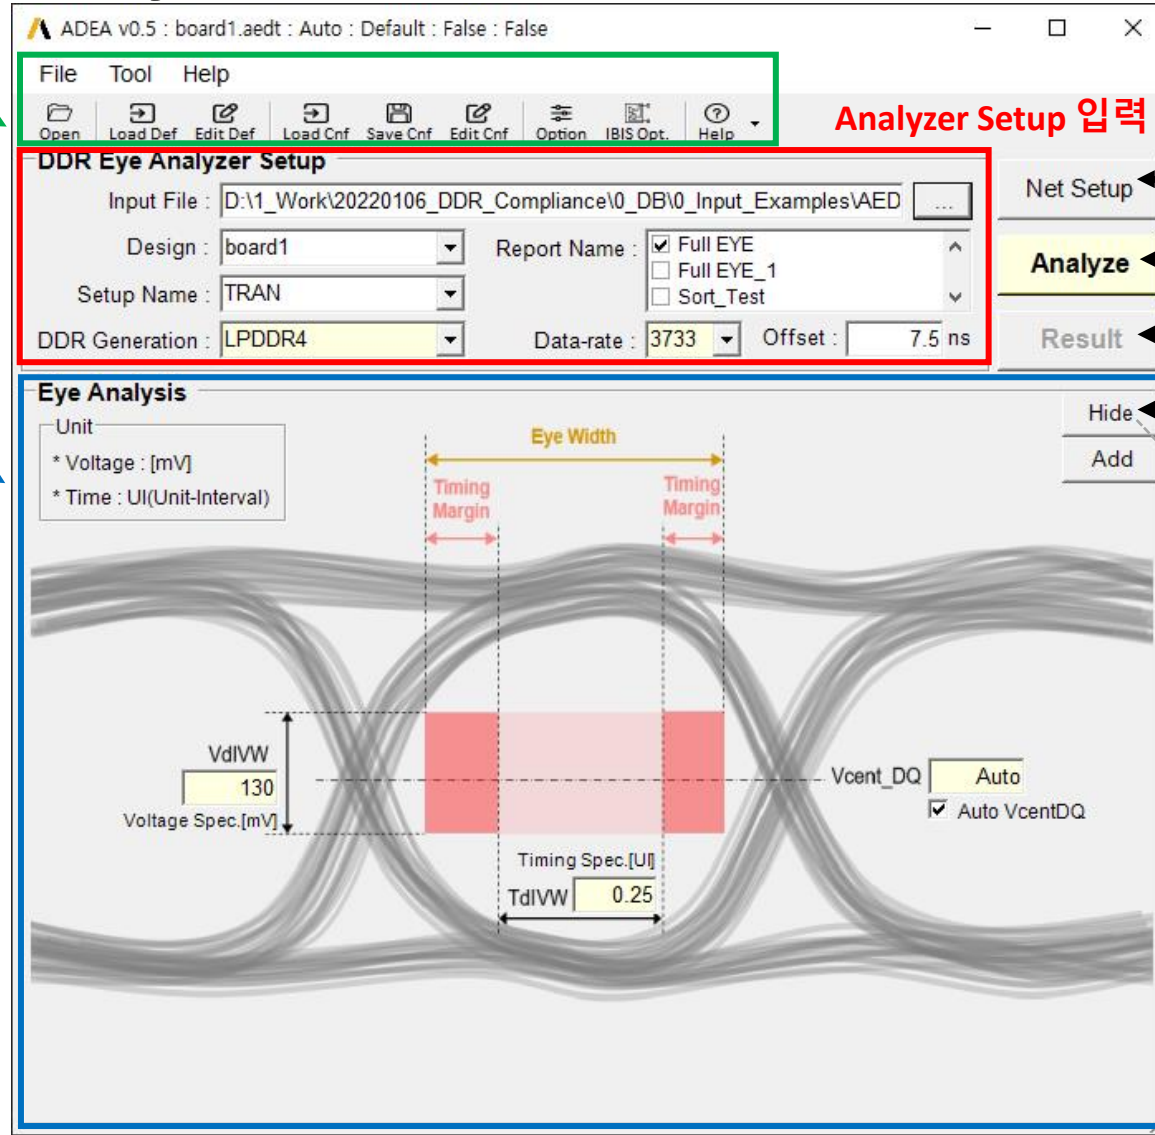 ADEA v0.5 : board1.aedt : Auto : Default : False : False
File Tool Help
Open Load Def Edit Def Load Cnf Save Cnf Edit Cnf Option IBIS Opt. Help
Analyzer Setup 입력
DDR Eye Analyzer Setup
Input File : D:\1_Work\20220106_DDR_Compliance\0_DB\0_Input_Examples\AED ...
Net Setup
Design : board1
Report Name : Full EYE
Full EYE_1
Sort_Test
Analyze
Setup Name : TRAN
DDR Generation : LPDDR4
Data-rate : 3733 Offset : 7.5 ns
Result
Eye Analysis
Hide
Add
Unit
* Voltage : [mV]
* Time : UI(Unit-Interval)
Eye Width
Timing Margin
Timing Margin
VdIVW
130
Voltage Spec.[mV]
Vcent_DQ Auto
Auto VcentDQ
Timing Spec.[UI]
TdIVW 0.25